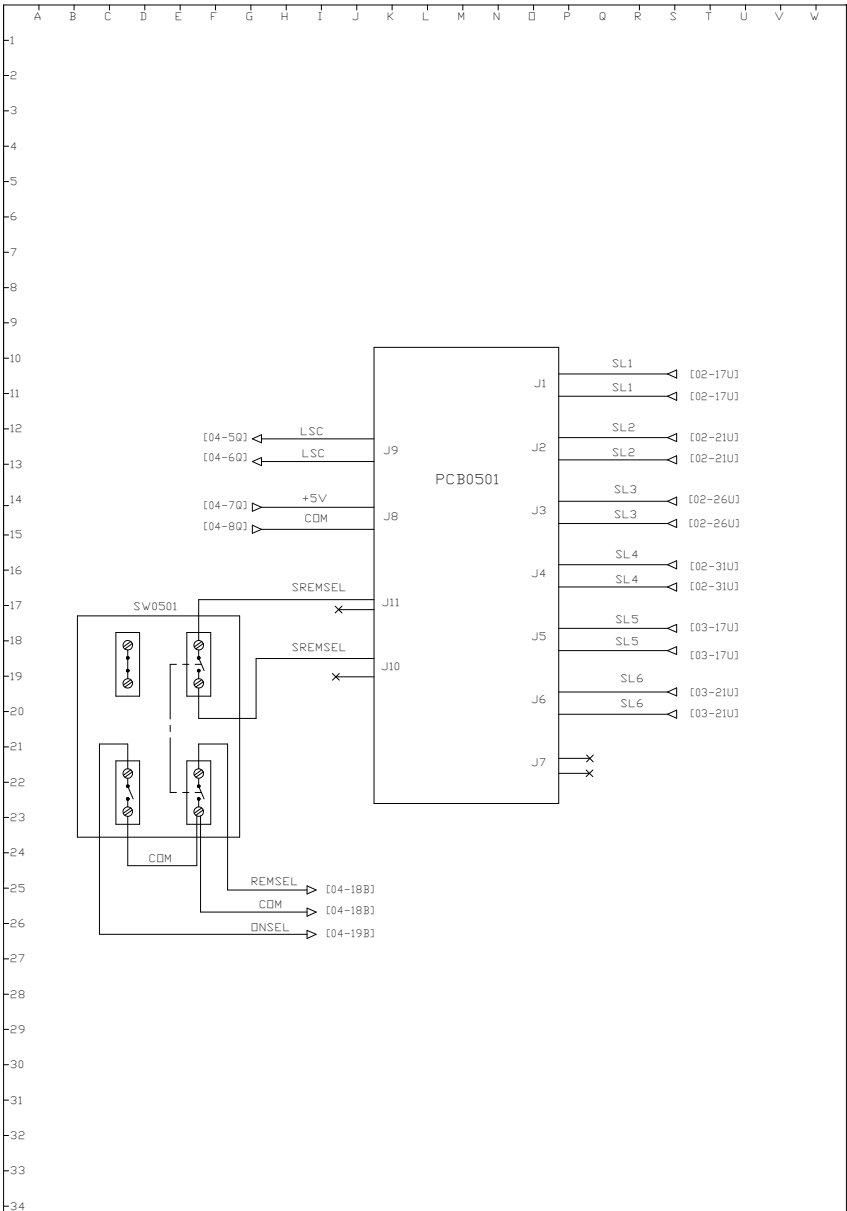 A B C D E F G H I J K L M N O P Q R S T U V W
1
2
3
4
5
6
7
8
9
10
11
12
13
14
15
16
17
18
19
20
21
22
23
24
25
26
27
28
29
30
31
32
33
34
PCB0501
J9
J8
J11
J10
J1
J2
J3
J4
J5
J6
J7
[04-5Q] LSC
[04-6Q] LSC
[04-7Q] +5V
[04-8Q] COM
SREMSEL
SREMSEL
SL1 [02-17U]
SL1 [02-17U]
SL2 [02-21U]
SL2 [02-21U]
SL3 [02-26U]
SL3 [02-26U]
SL4 [02-31U]
SL4 [02-31U]
SL5 [03-17U]
SL5 [03-17U]
SL6 [03-21U]
SL6 [03-21U]
SW0501
COM
REMSEL [04-18B]
COM [04-18B]
ONSEL [04-19B]